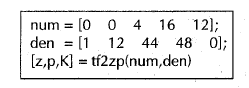 num = [0 0 4 16 12];
den = [1 12 44 48 0];
[z,p,K] = tf2zp(num,den)